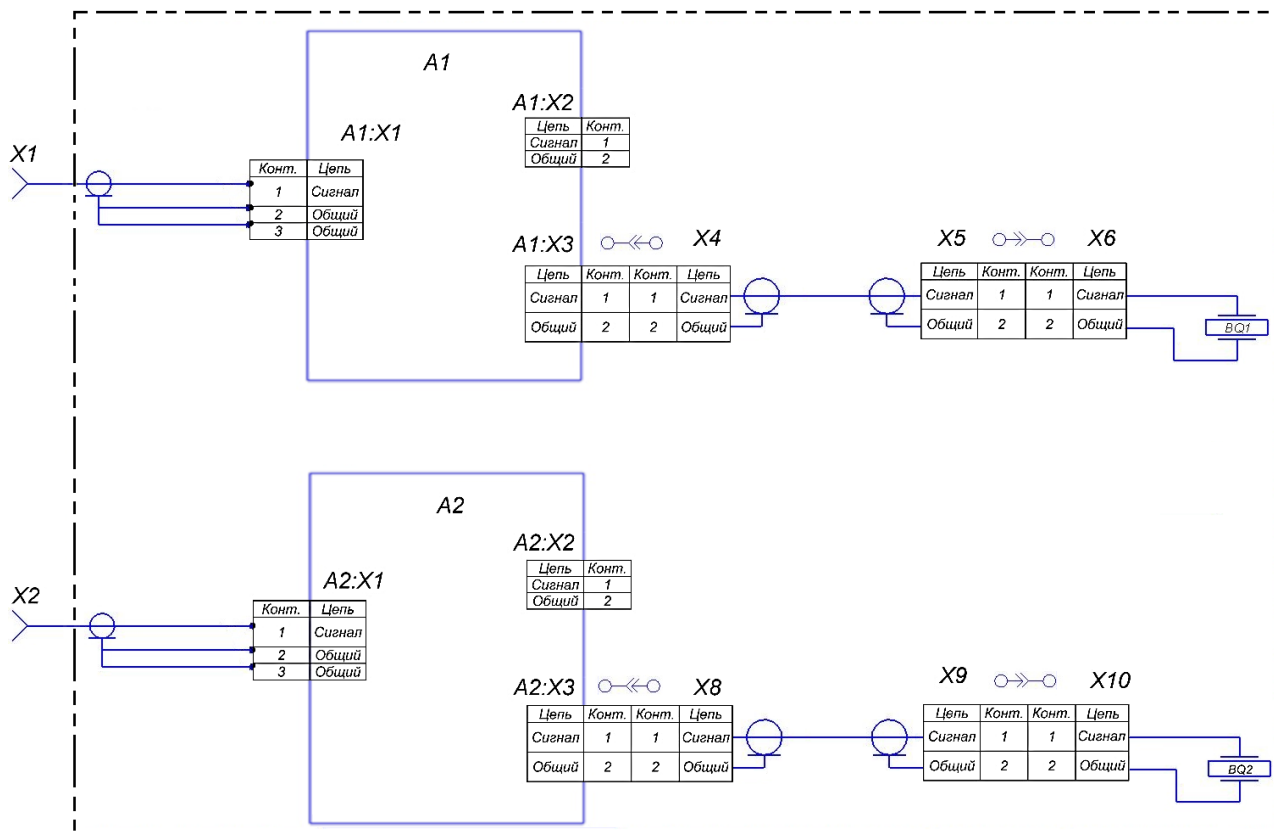 A1
A1:X2
Цепь Конт.
Сигнал 1
Общий 2
A1:X1
X1
Конт. Цепь
1 Сигнал
2 Общий
3 Общий
A1:X3 X4
Цепь Конт. Конт. Цепь
Сигнал 1 1 Сигнал
Общий 2 2 Общий
X5 X6
Цепь Конт. Конт. Цепь
Сигнал 1 1 Сигнал
Общий 2 2 Общий
BQ1
A2
A2:X2
Цепь Конт.
Сигнал 1
Общий 2
A2:X1
X2
Конт. Цепь
1 Сигнал
2 Общий
3 Общий
A2:X3 X8
Цепь Конт. Конт. Цепь
Сигнал 1 1 Сигнал
Общий 2 2 Общий
X9 X10
Цепь Конт. Конт. Цепь
Сигнал 1 1 Сигнал
Общий 2 2 Общий
BQ2